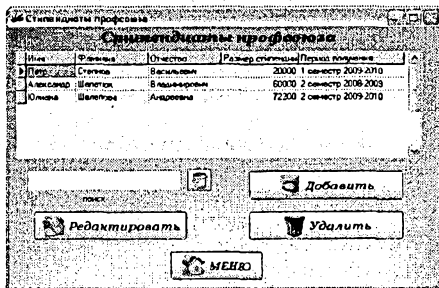 Стипендиаты профсоюза
Стипендиаты профсоюза
Имя Фамилия Отчество Размер стипендии Период получения
Петр Степнов Васильевич 20000 1 семестр 2009-2010
Александр Шепетюк Владимирович 60000 2 семестр 2008-2009
Юлиана Шалепова Андреевна 72300 2 семестр 2009-2010
поиск
Добавить
Редактировать
Удалить
МЕНЮ